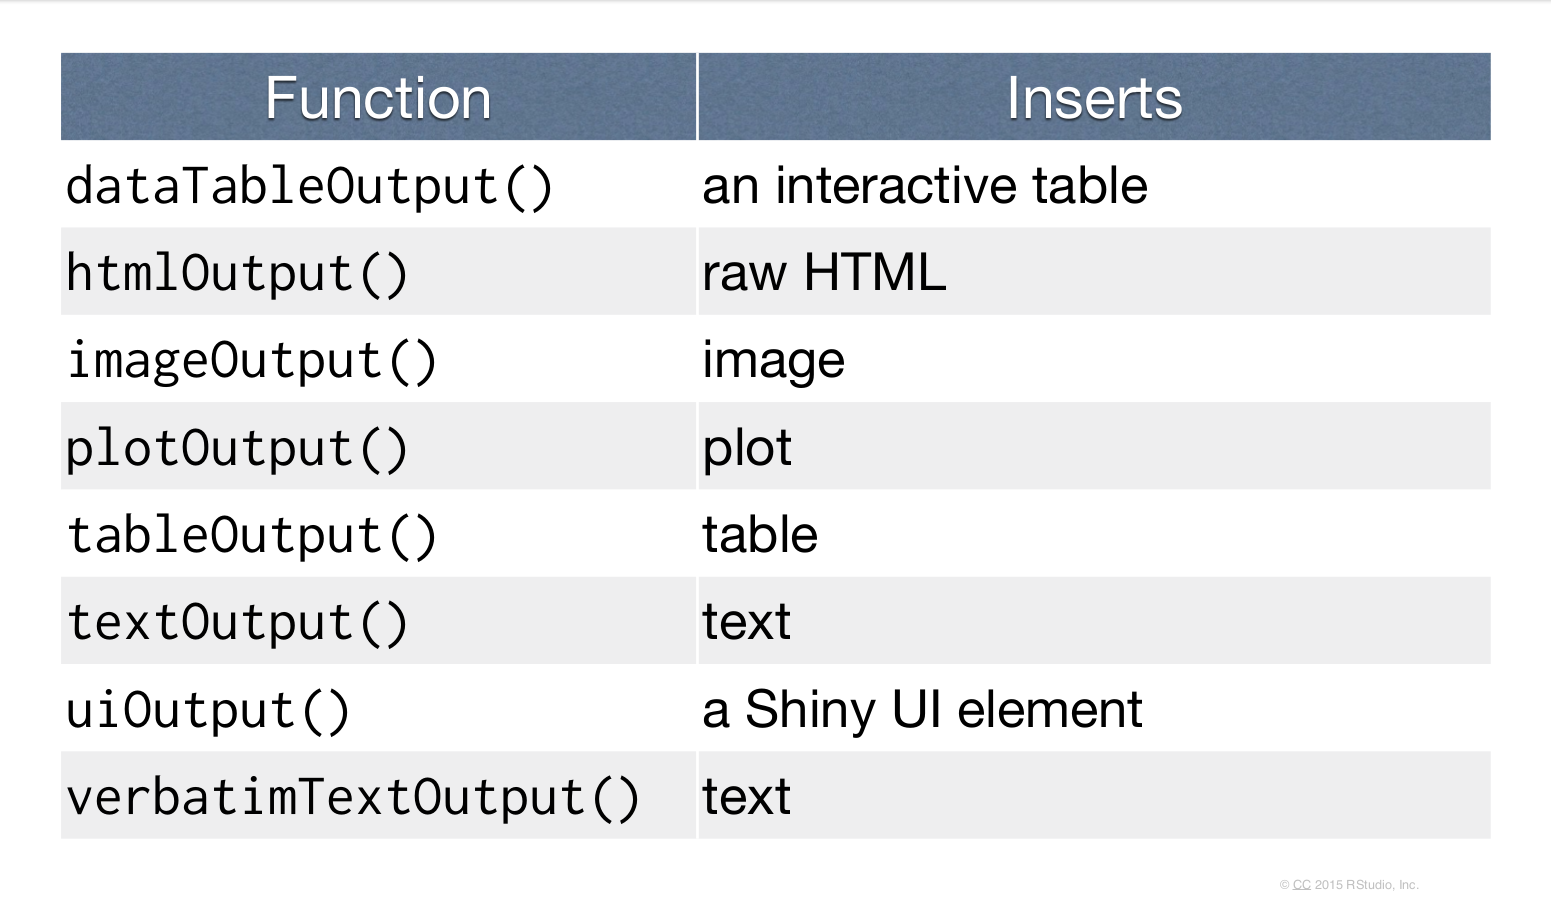 Function Inserts
dataTableOutput() an interactive table
htmlOutput() raw HTML
imageOutput() image
plotOutput() plot
tableOutput() table
textOutput() text
uiOutput() a Shiny UI element
verbatimTextOutput() text
© CC 2015 RStudio, Inc.